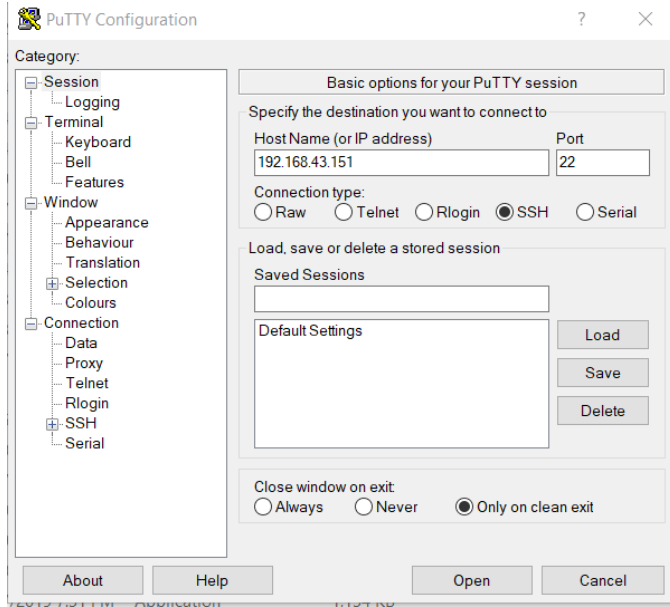 PuTTY Configuration
?
Category:
Session
Logging
Terminal
Keyboard
Bell
Features
Window
Appearance
Behaviour
Translation
Selection
Colours
Connection
Data
Proxy
Telnet
Rlogin
SSH
Serial
Basic options for your PuTTY session
Specify the destination you want to connect to
Host Name (or IP address) Port
192.168.43.151 22
Connection type:
Raw Telnet Rlogin SSH Serial
Load, save or delete a stored session
Saved Sessions
Default Settings
Load
Save
Delete
Close window on exit:
Always Never Only on clean exit
About Help Open Cancel